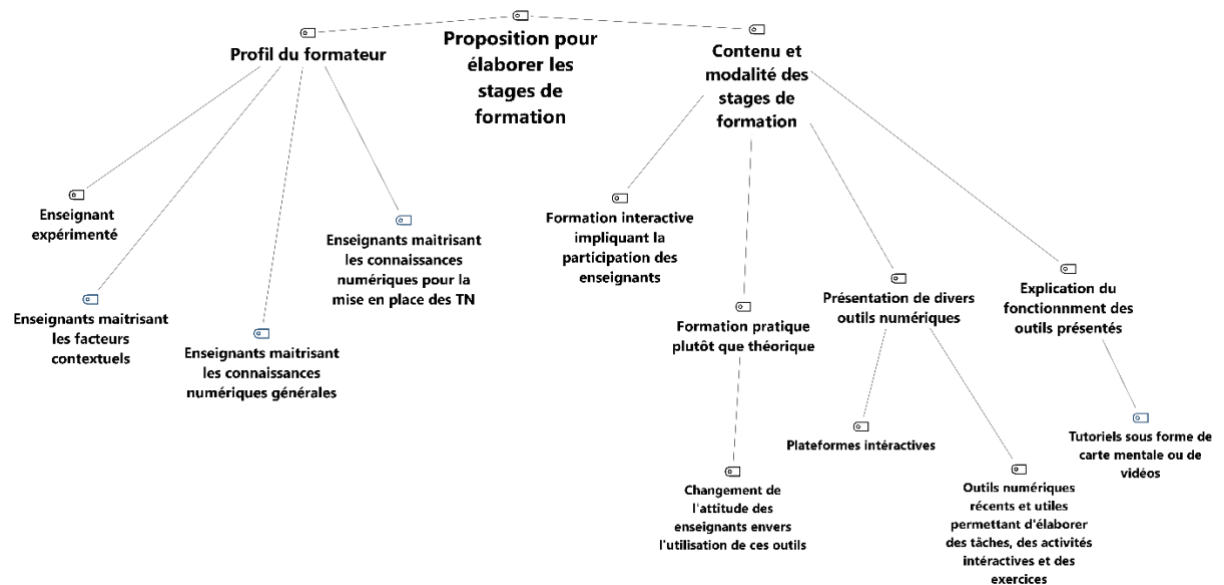 Proposition pour
élaborer les
stages de
formation
Profil du formateur
Contenu et
modalité des
stages de
formation
Enseignant
expérimenté
Enseignants maitrisant
les facteurs
contextuels
Enseignants maitrisant
les connaissances
numériques générales
Enseignants maitrisant
les connaissances
numériques pour la
mise en place des TN
Formation interactive
impliquant la
participation des
enseignants
Formation pratique
plutôt que théorique
Changement de
l'attitude des
enseignants envers
l'utilisation de ces outils
Présentation de divers
outils numériques
Plateformes intéractives
Outils numériques
récents et utiles
permettant d'élaborer
des tâches, des activités
intéractives et des
exercices
Explication du
fonctionnment des
outils présentés
Tutoriels sous forme de
carte mentale ou de
vidéos